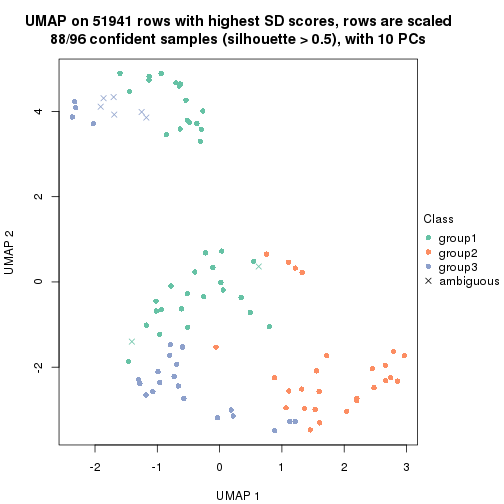 UMAP on 51941 rows with highest SD scores, rows are scaled
88/96 confident samples (silhouette > 0.5), with 10 PCs
4
2
0
-2
UMAP 2
-2
-1
0
1
2
3
UMAP 1
Class
group1
group2
group3
ambiguous